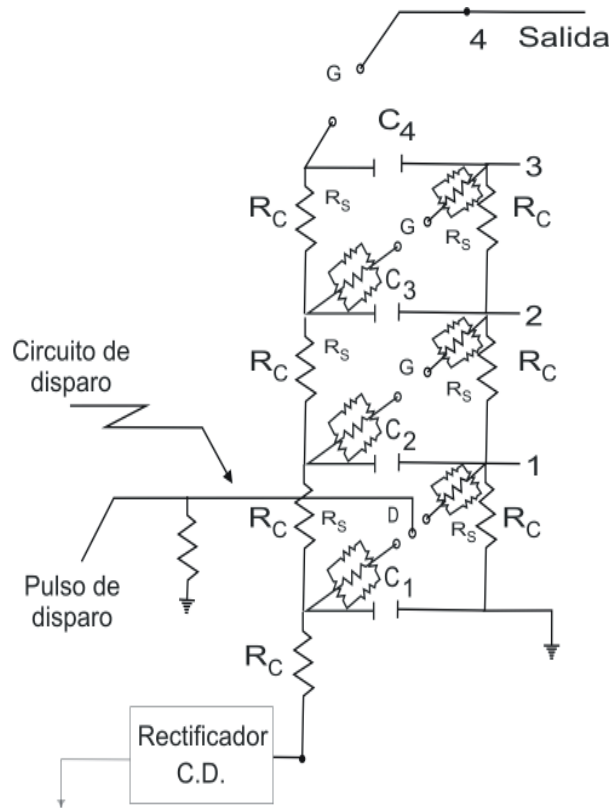 4 Salida
G
C4
3
RC RS RC
G RS
C3
2
Circuito de
disparo
RC RS RC
G RS
C2
1
RC RS D RS RC
Pulso de
disparo
C1
RC
Rectificador
C.D.